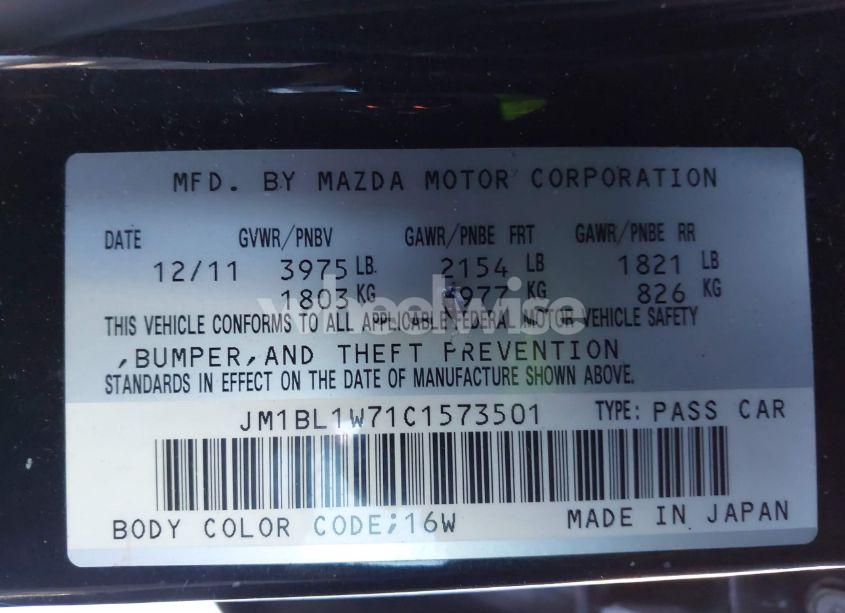 MFD. BY MAZDA MOTOR CORPORATION
DATE GVWR/PNBV GAWR/PNBE FRT GAWR/PNBE RR
12/11 3975 LB. 2154 LB 1821 LB
1803 KG 977 KG 826 KG
wheelwise
THIS VEHICLE CONFORMS TO ALL APPLICABLE FEDERAL MOTOR VEHICLE SAFETY
,BUMPER,AND THEFT PREVENTION
STANDARDS IN EFFECT ON THE DATE OF MANUFACTURE SHOWN ABOVE.
JM1BL1W71C1573501 TYPE: PASS CAR
BODY COLOR CODE;16W MADE IN JAPAN